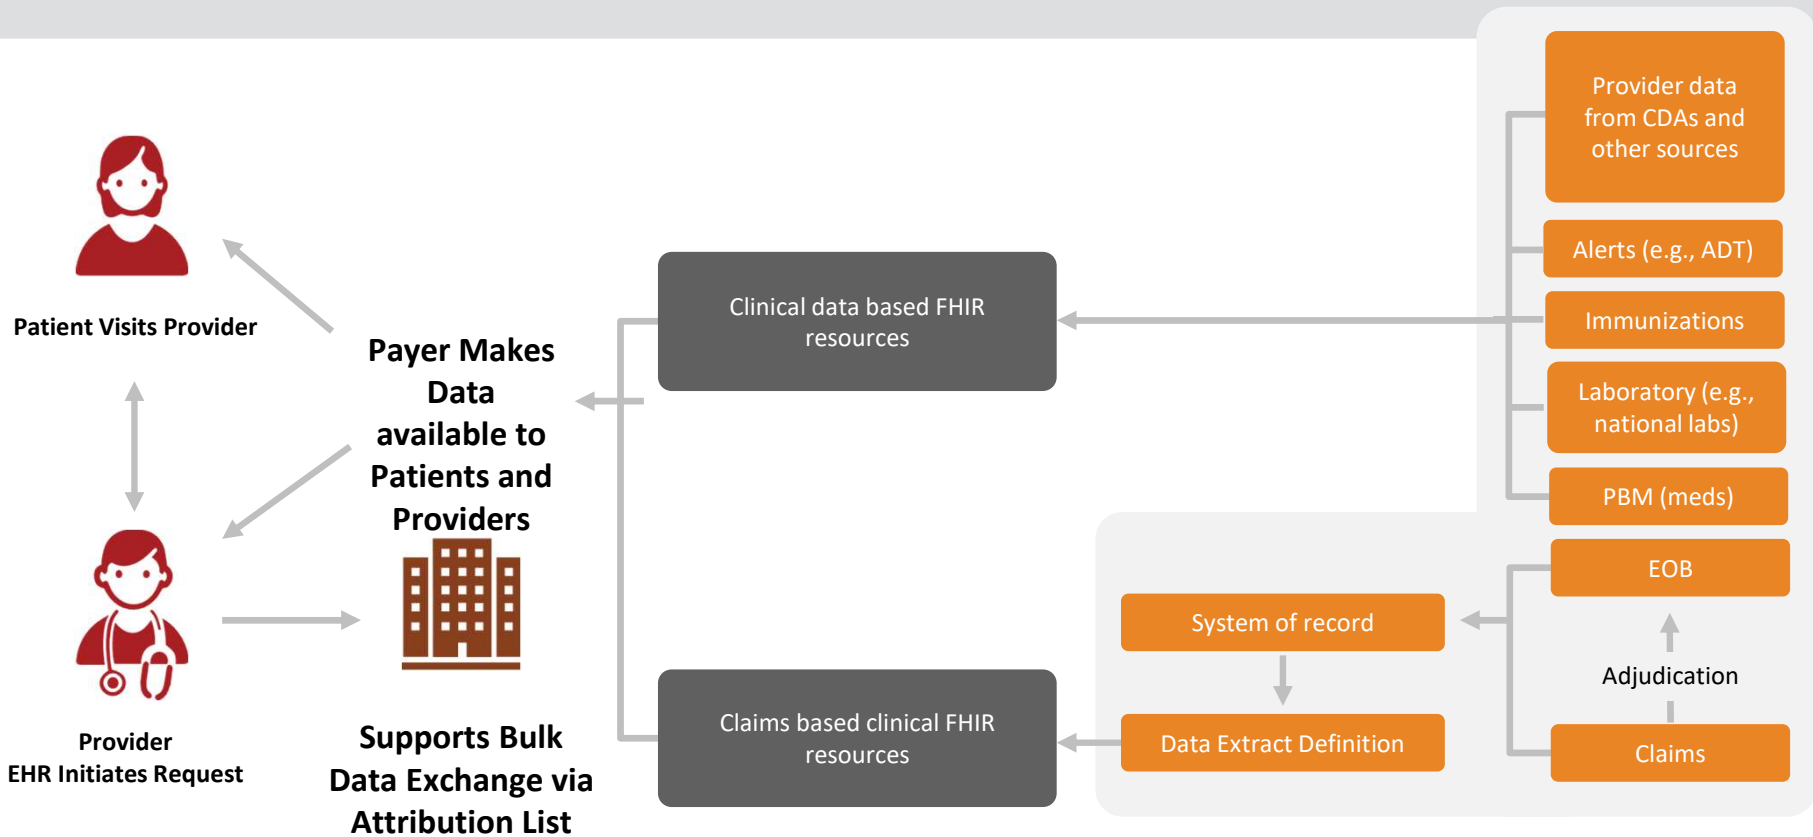 Patient Visits Provider
Provider
EHR Initiates Request
Payer Makes
Data
available to
Patients and
Providers
Supports Bulk
Data Exchange via
Attribution List
Clinical data based FHIR
resources
Claims based clinical FHIR
resources
System of record
Data Extract Definition
Provider data
from CDAs and
other sources
Alerts (e.g., ADT)
Immunizations
Laboratory (e.g.,
national labs)
PBM (meds)
EOB
Adjudication
Claims